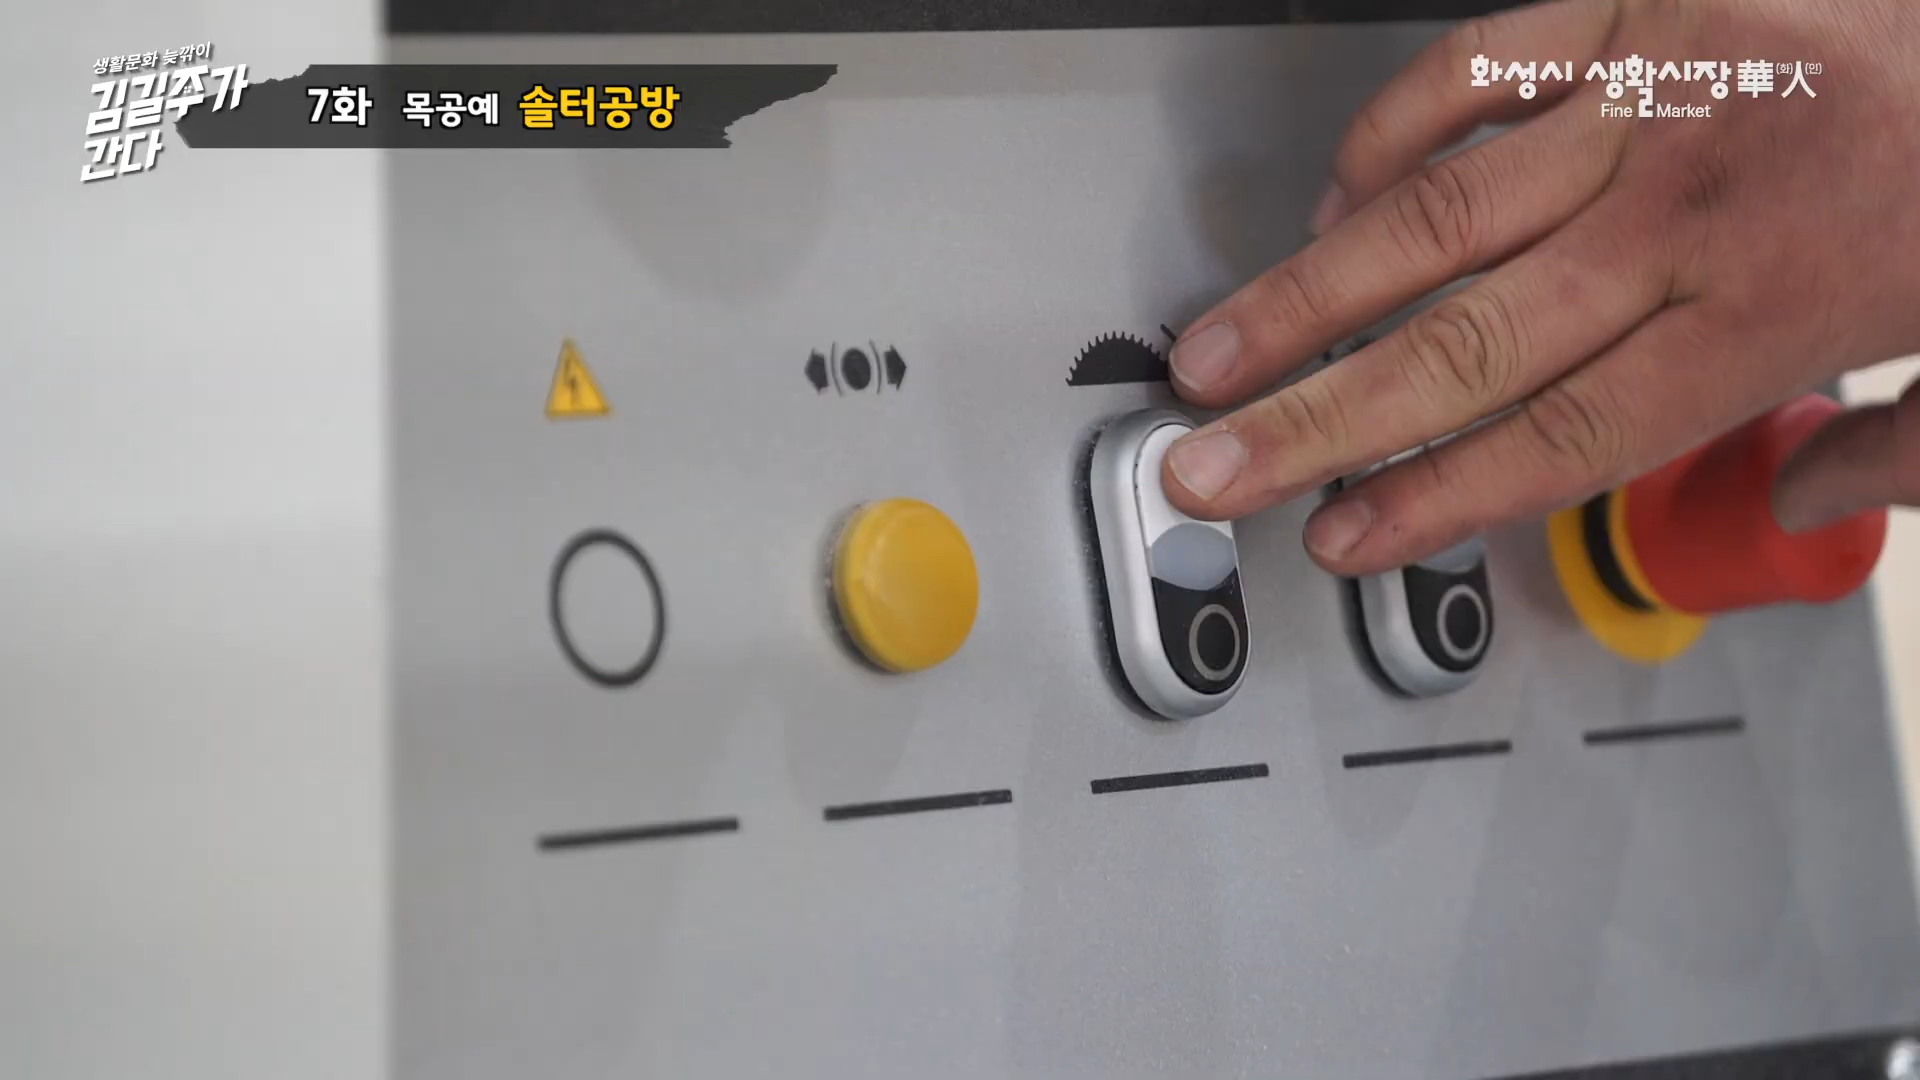 생활문화 늦깎이
김길주가
간다
7화 목공예 솔터공방
화성시 생활시장 華(화)人(인)
Fine Market